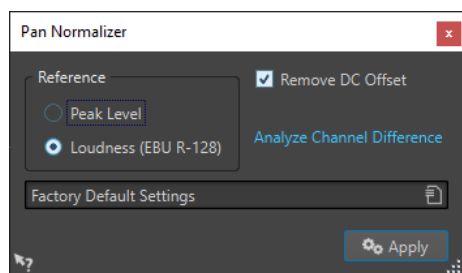 Pan Normalizer
x
Reference
Remove DC Offset
Peak Level
Analyze Channel Difference
Loudness (EBU R-128)
Factory Default Settings
Apply
?